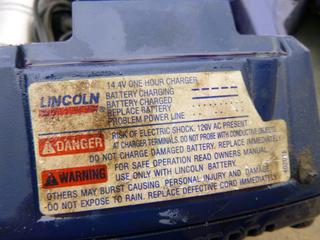 LINCOLN
14.4V ONE HOUR CHARGER
BATTERY CHARGING
BATTERY CHARGED
REPLACE BATTERY
PROBLEM POWER LINE
DANGER
RISK OF ELECTRIC SHOCK. 120V AC PRESENT
AT CHARGER TERMINALS. DO NOT PROBE WITH CONDUCTIVE OBJECTS.
DO NOT CHARGE DAMAGED BATTERY. REPLACE IMMEDIATELY
WARNING
FOR SAFE OPERATION READ OWNERS MANUAL.
USE ONLY WITH LINCOLN BATTERY.
OTHERS MAY BURST CAUSING PERSONAL INJURY AND DAMAGE
-DO NOT EXPOSE TO RAIN. REPLACE DEFECTIVE CORD IMMEDIATELY